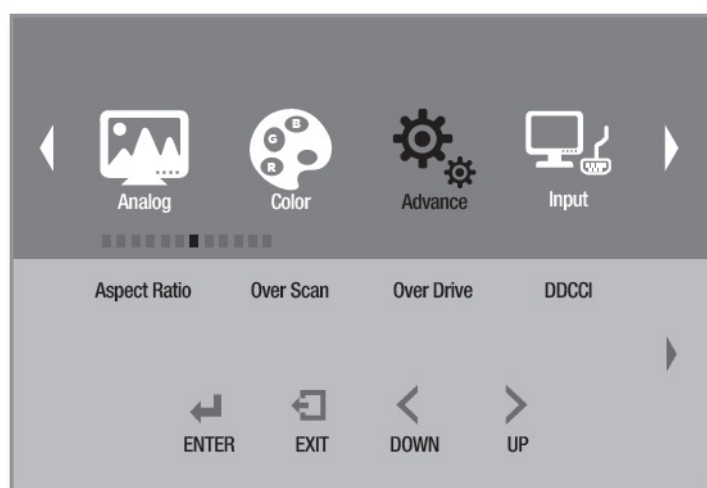 B
G
R
Analog Color Advance Input
Aspect Ratio Over Scan Over Drive DDCCI
ENTER EXIT DOWN UP